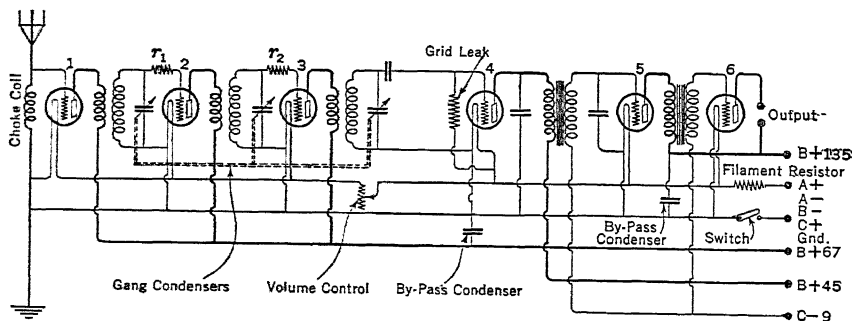 Choke Coil
1
r₁
2
r₂
3
Grid Leak
4
5
6
Output
B+135
Filament Resistor
A+
A-
B-
C+
Gnd.
Switch
By-Pass
Condenser
B+67
Gang Condensers
Volume Control
By-Pass Condenser
B+45
C-9